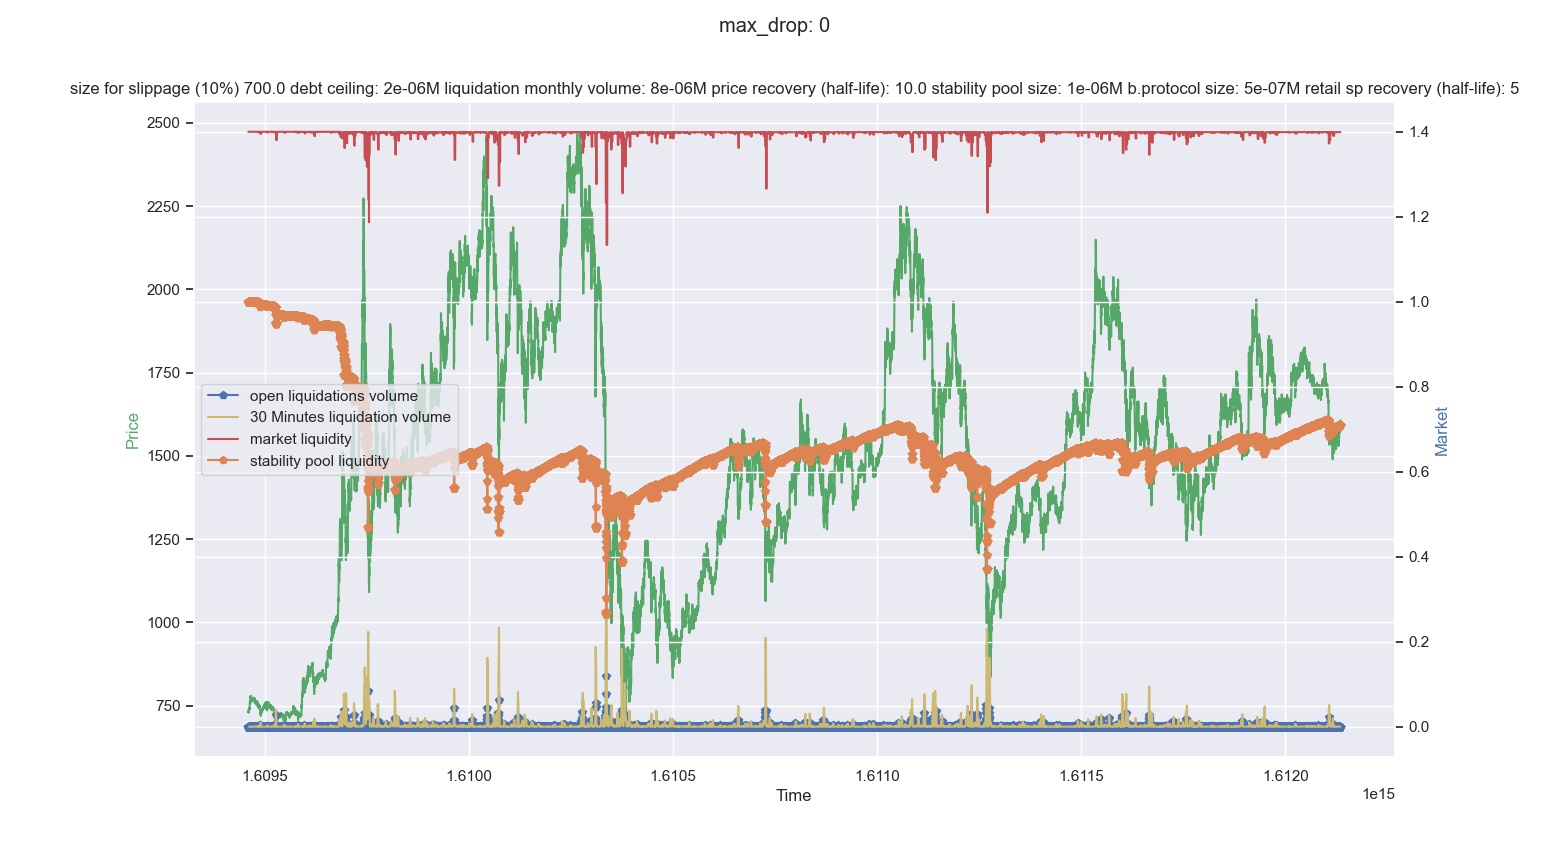 max_drop: 0
size for slippage (10%) 700.0 debt ceiling: 2e-06M liquidation monthly volume: 8e-06M price recovery (half-life): 10.0 stability pool size: 1e-06M b.protocol size: 5e-07M retail sp recovery (half-life): 5
2500
2250
2000
1750
1500
1250
1000
750
Price
open liquidations volume
30 Minutes liquidation volume
market liquidity
stability pool liquidity
1.4
1.2
1.0
0.8
0.6
0.4
0.2
0.0
Market
1.6095 1.6100 1.6105 1.6110 1.6115 1.6120
Time
1e15